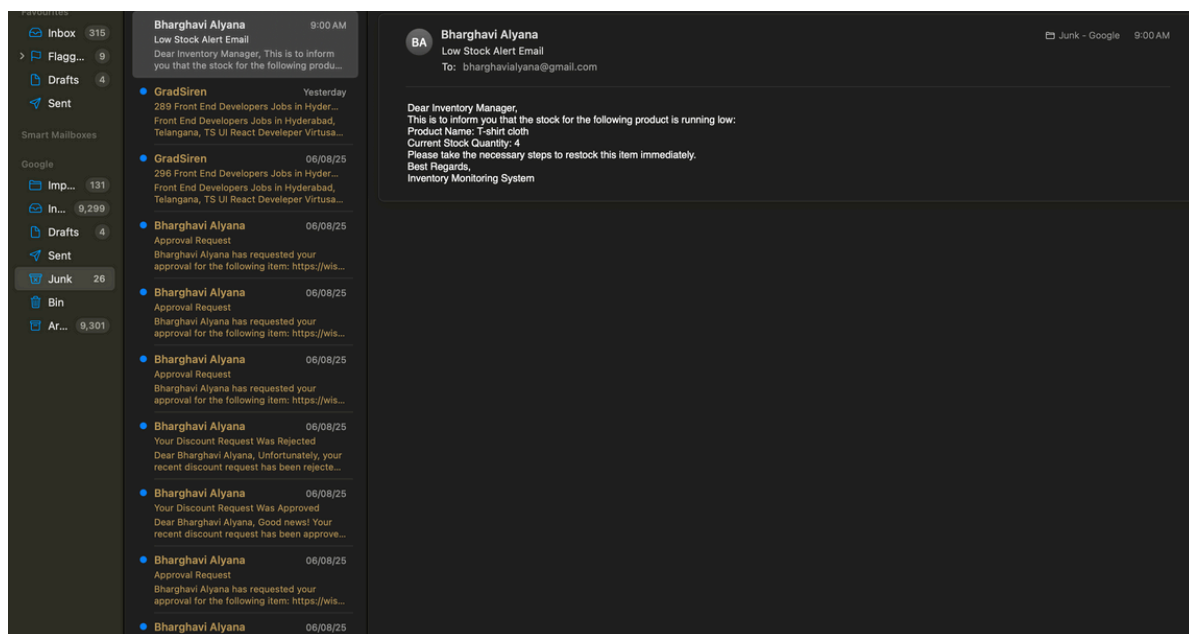 Favourites
Inbox 315
Flagg... 9
Drafts 4
Sent
Smart Mailboxes
Google
Imp... 131
In... 9,299
Drafts 4
Sent
Junk 26
Bin
Ar... 9,301
Bharghavi Alyana 9:00 AM
Low Stock Alert Email
Dear Inventory Manager, This is to inform
you that the stock for the following produ...
GradSiren Yesterday
289 Front End Developers Jobs in Hyder...
Front End Developers Jobs in Hyderabad,
Telangana, TS UI React Develeper Virtusa...
GradSiren 06/08/25
296 Front End Developers Jobs in Hyder...
Front End Developers Jobs in Hyderabad,
Telangana, TS UI React Develeper Virtusa...
Bharghavi Alyana 06/08/25
Approval Request
Bharghavi Alyana has requested your
approval for the following item: https://wis...
Bharghavi Alyana 06/08/25
Approval Request
Bharghavi Alyana has requested your
approval for the following item: https://wis...
Bharghavi Alyana 06/08/25
Approval Request
Bharghavi Alyana has requested your
approval for the following item: https://wis...
Bharghavi Alyana 06/08/25
Your Discount Request Was Rejected
Dear Bharghavi Alyana, Unfortunately, your
recent discount request has been rejecte...
Bharghavi Alyana 06/08/25
Your Discount Request Was Approved
Dear Bharghavi Alyana, Good news! Your
recent discount request has been approve...
Bharghavi Alyana 06/08/25
Approval Request
Bharghavi Alyana has requested your
approval for the following item: https://wis...
Bharghavi Alyana 06/08/25
BA
Bharghavi Alyana
Junk - Google 9:00 AM
Low Stock Alert Email
To: bharghavialyana@gmail.com
Dear Inventory Manager,
This is to inform you that the stock for the following product is running low:
Product Name: T-shirt cloth
Current Stock Quantity: 4
Please take the necessary steps to restock this item immediately.
Best Regards,
Inventory Monitoring System